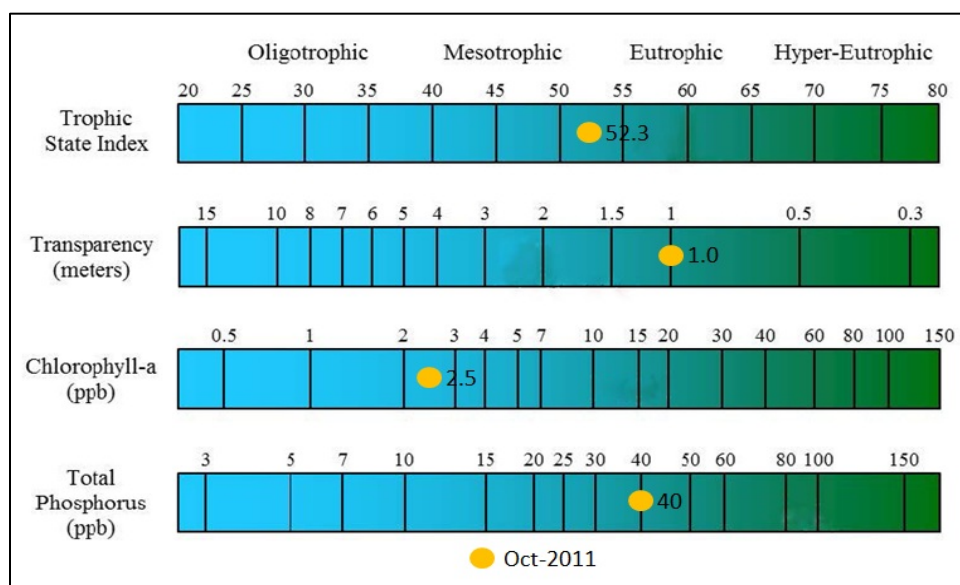 Oligotrophic Mesotrophic Eutrophic Hyper-Eutrophic
20 25 30 35 40 45 50 55 60 65 70 75 80
Trophic
State Index
52.3
15 10 8 7 6 5 4 3 2 1.5 1 0.5 0.3
Transparency
(meters)
1.0
0.5 1 2 3 4 5 7 10 15 20 30 40 60 80 100 150
Chlorophyll-a
(ppb)
2.5
3 5 7 10 15 20 25 30 40 50 60 80 100 150
Total
Phosphorus
(ppb)
40
Oct-2011